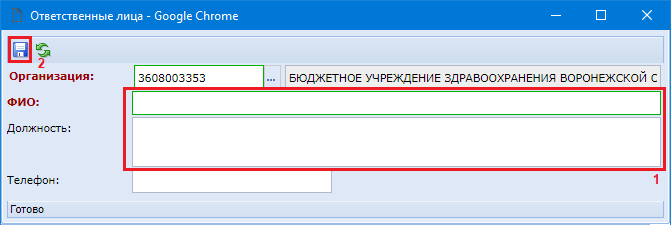 Ответственные лица - Google Chrome
2
Организация: 3608003353 ... БЮДЖЕТНОЕ УЧРЕЖДЕНИЕ ЗДРАВООХРАНЕНИЯ ВОРОНЕЖСКОЙ О
ФИО:
Должность:
1
Телефон:
Готово